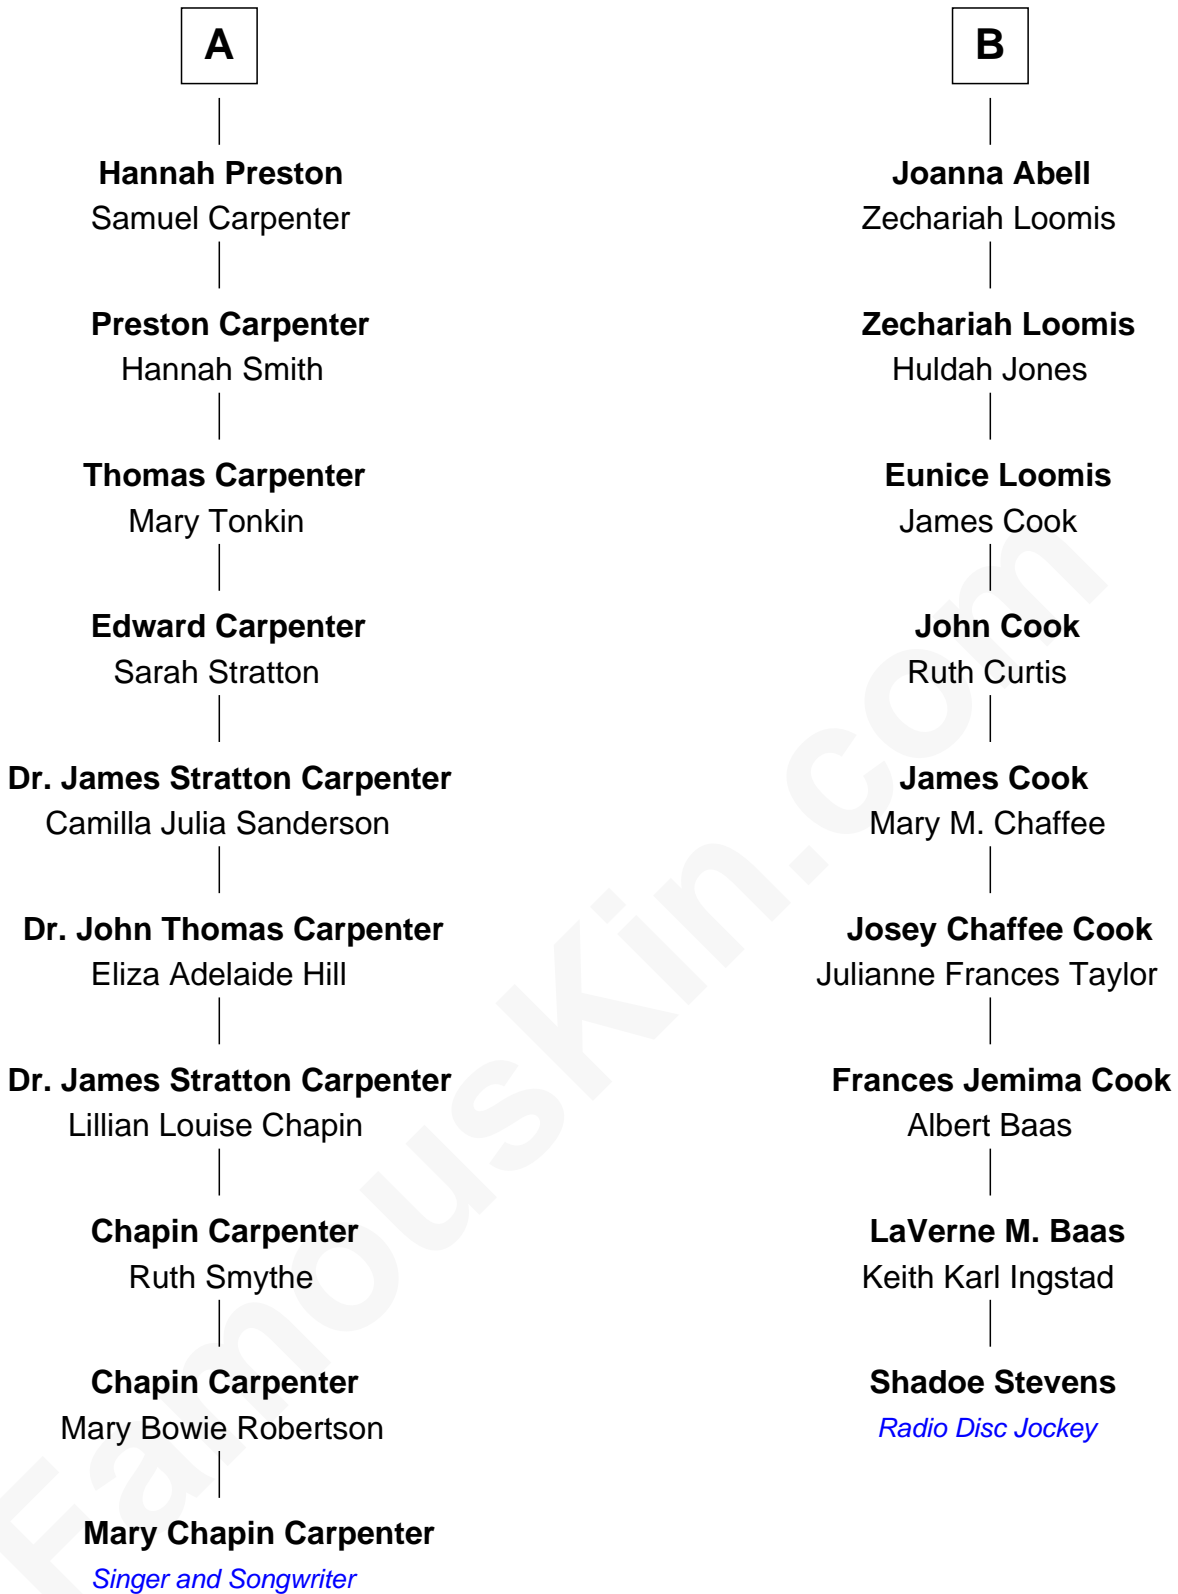 A
Hannah Preston
Samuel Carpenter
Preston Carpenter
Hannah Smith
Thomas Carpenter
Mary Tonkin
Edward Carpenter
Sarah Stratton
Dr. James Stratton Carpenter
Camilla Julia Sanderson
Dr. John Thomas Carpenter
Eliza Adelaide Hill
Dr. James Stratton Carpenter
Lillian Louise Chapin
Chapin Carpenter
Ruth Smythe
Chapin Carpenter
Mary Bowie Robertson
Mary Chapin Carpenter
Singer and Songwriter
B
Joanna Abell
Zechariah Loomis
Zechariah Loomis
Huldah Jones
Eunice Loomis
James Cook
John Cook
Ruth Curtis
James Cook
Mary M. Chaffee
Josey Chaffee Cook
Julianne Frances Taylor
Frances Jemima Cook
Albert Baas
LaVerne M. Baas
Keith Karl Ingstad
Shadoe Stevens
Radio Disc Jockey
FamousKin.com